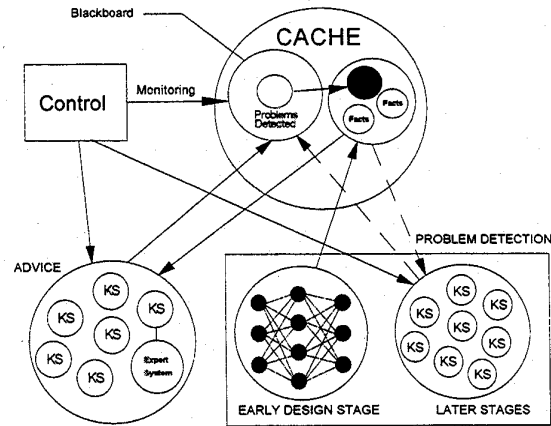 Blackboard
CACHE
Control
Monitoring
Problems
Detected
Facts
Facts
PROBLEM DETECTION
ADVICE
KS
KS
KS
KS
KS
KS
KS
Expert
System
KS
KS
KS
KS
KS
KS
KS
KS
EARLY DESIGN STAGE
LATER STAGES